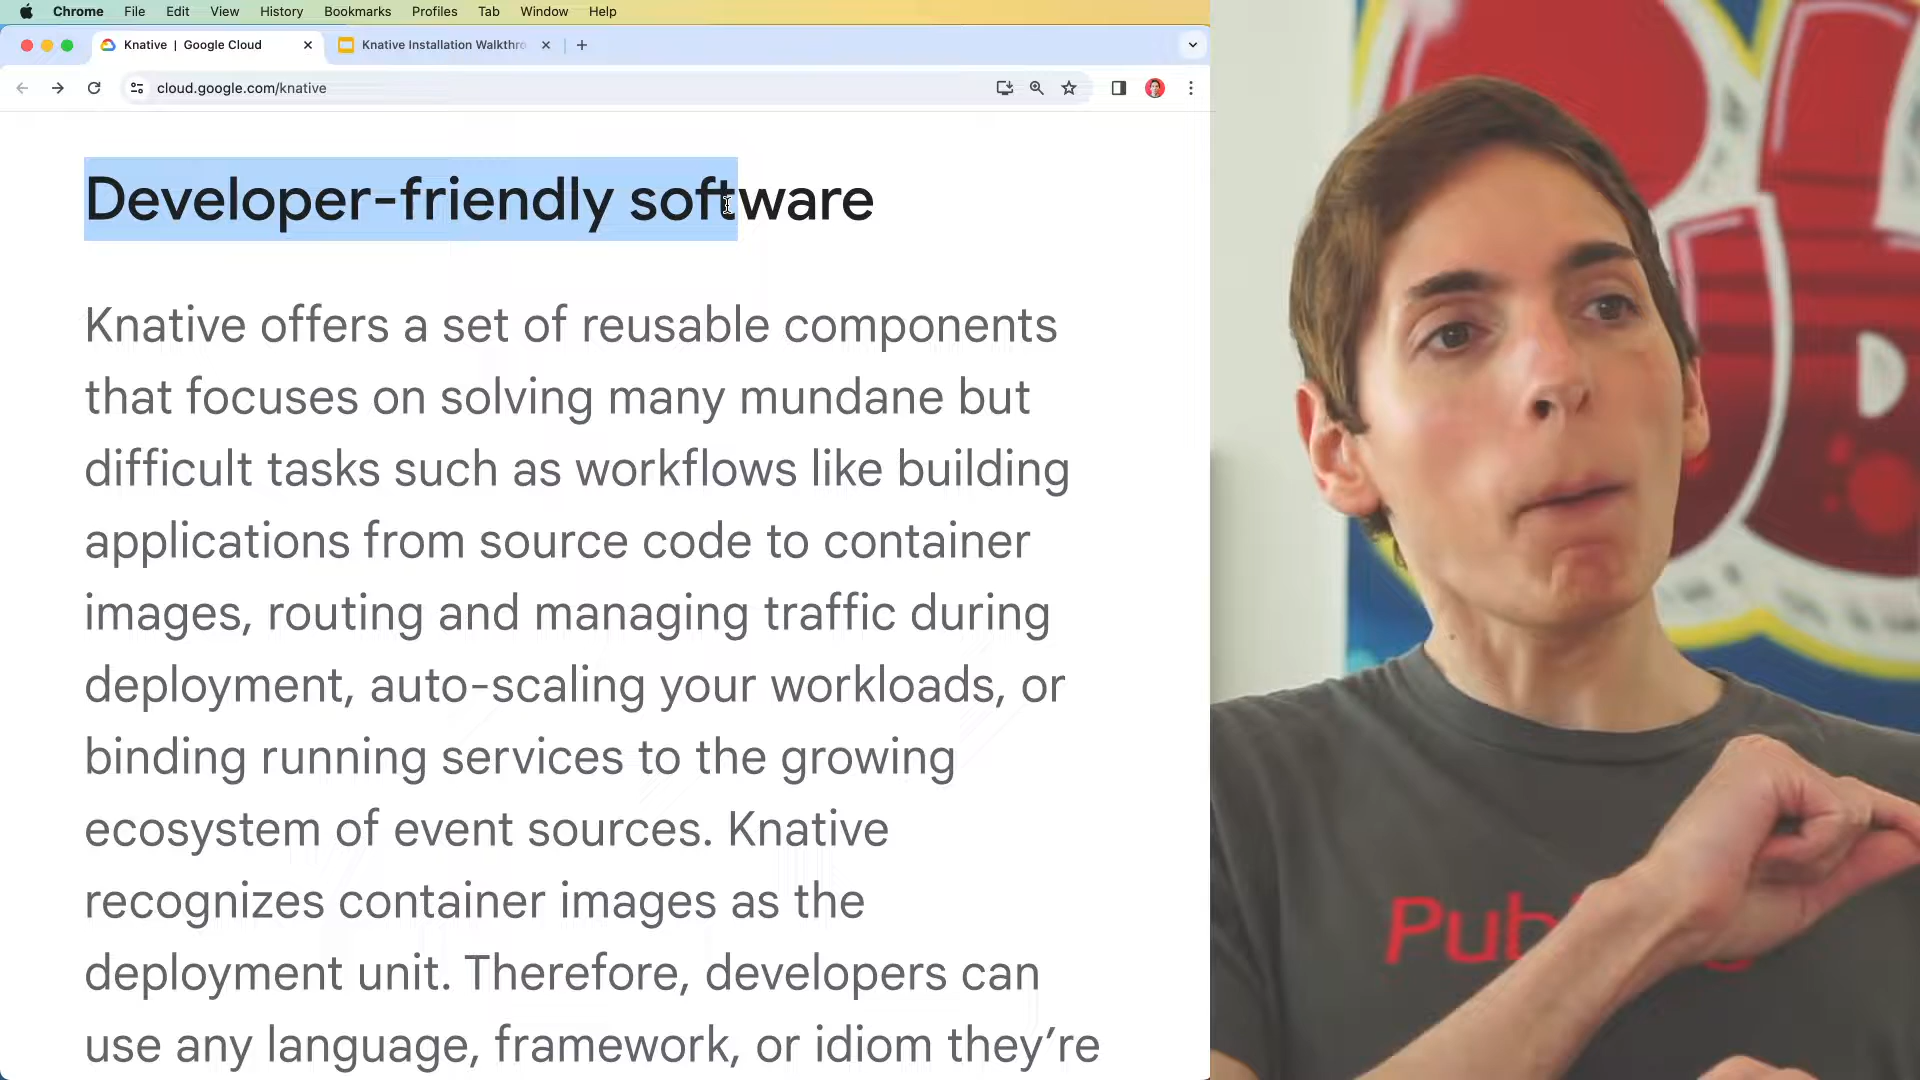 Chrome File Edit View History Bookmarks Profiles Tab Window Help
Knative | Google Cloud
Knative Installation Walkthro
cloud.google.com/knative
Developer-friendly software
Knative offers a set of reusable components
that focuses on solving many mundane but
difficult tasks such as workflows like building
applications from source code to container
images, routing and managing traffic during
deployment, auto-scaling your workloads, or
binding running services to the growing
ecosystem of event sources. Knative
recognizes container images as the
deployment unit. Therefore, developers can
use any language, framework, or idiom they’re